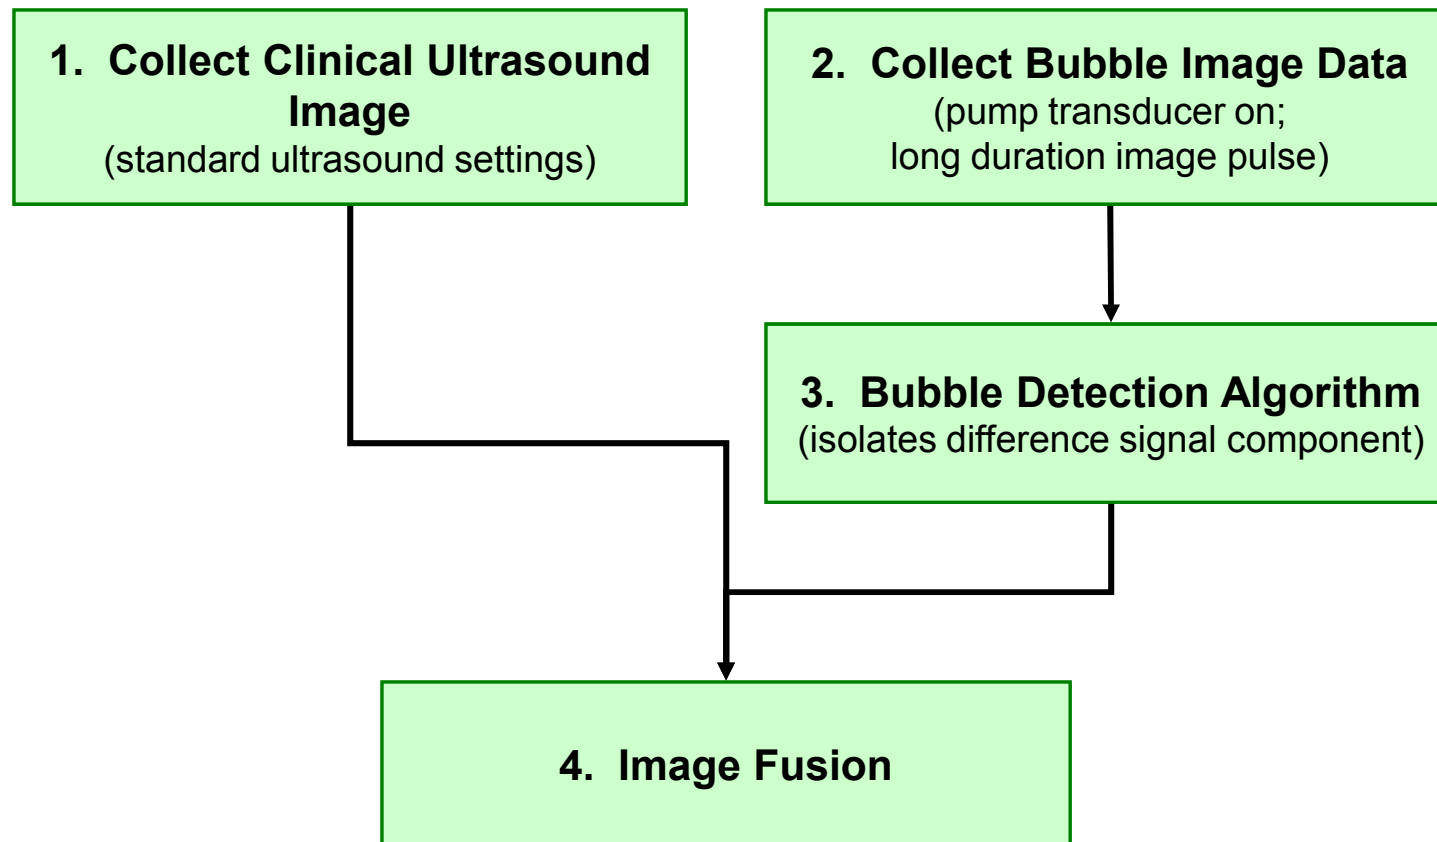 1. Collect Clinical Ultrasound
Image
(standard ultrasound settings)
2. Collect Bubble Image Data
(pump transducer on;
long duration image pulse)
3. Bubble Detection Algorithm
(isolates difference signal component)
4. Image Fusion